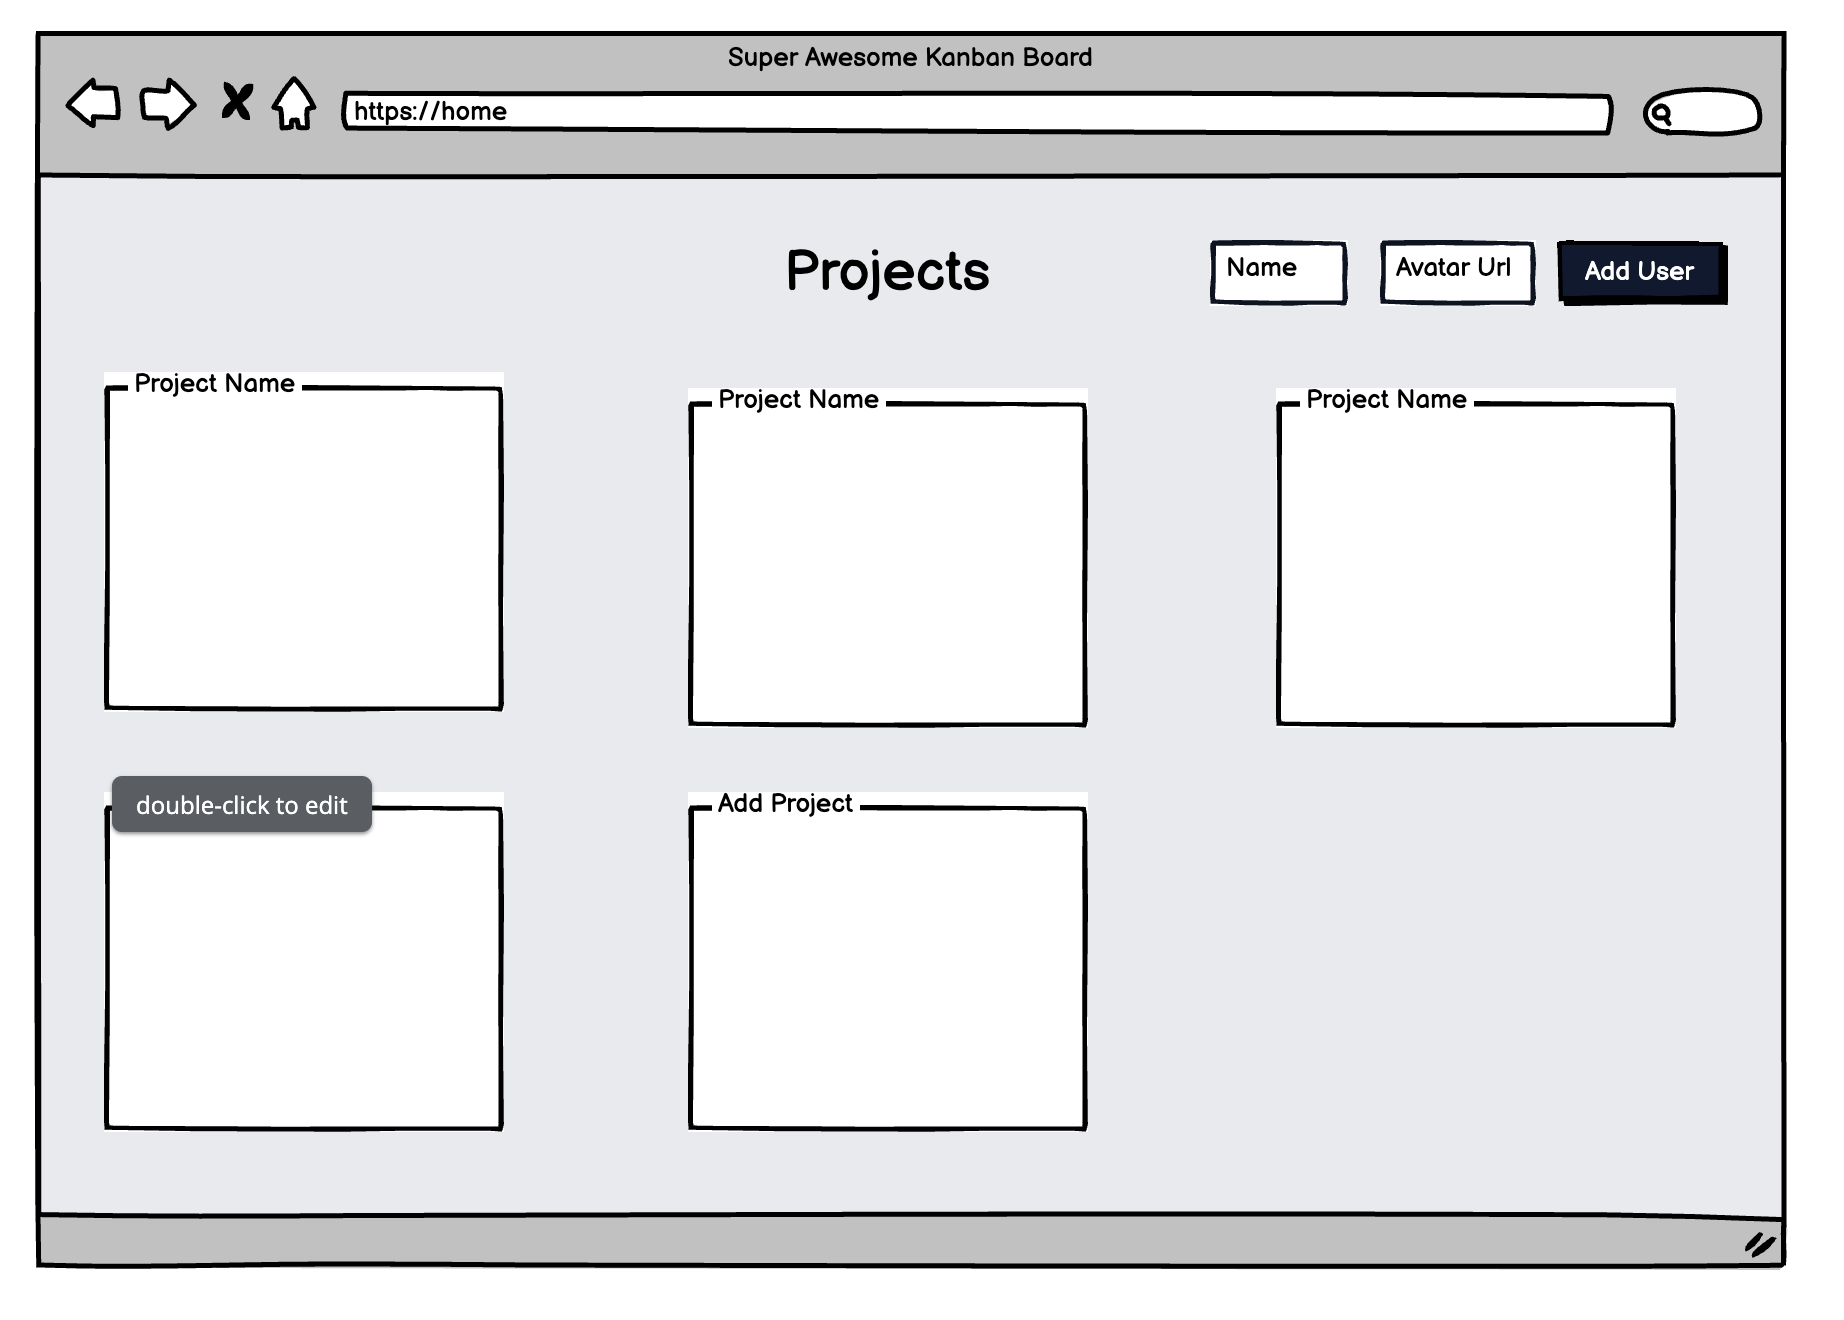 Super Awesome Kanban Board
https://home
Projects
Name
Avatar Url
Add User
Project Name
Project Name
Project Name
double-click to edit
Add Project